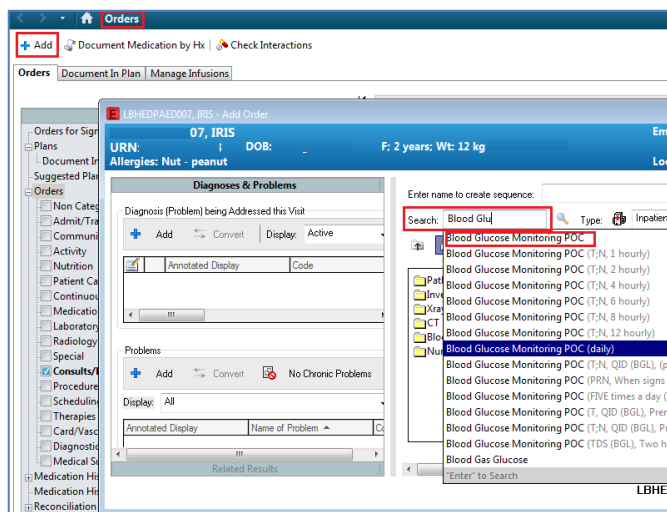 Orders
Add Document Medication by Hx Check Interactions
Orders Document In Plan Manage Infusions
Orders for Sign
Plans
Document In
Suggested Plan
Orders
Non Categ
Admit/Tra
Communi
Activity
Nutrition
Patient Ca
Continuou
Medicatio
Laboratory
Radiology
Special
Consults/
Procedure
Scheduling
Therapies
Card/Vasc
Diagnostic
Medical Su
Medication His
Medication His
Reconciliation
E LBHEDPAED007, IRIS - Add Order
07, IRIS Em
URN: DOB: F; 2 years; Wt: 12 kg
Allergies: Nut - peanut Loc
Diagnoses & Problems
Diagnosis (Problem) being Addressed this Visit
Add Convert Display: Active
Annotated Display Code
Problems
Add Convert No Chronic Problems
Display: All
Annotated Display Name of Problem Co
Related Results
Enter name to create sequence:
Search: Blood Glu Type: Inpatien
Path
Inve
Xray
CT
Bloo
Nur
Blood Glucose Monitoring POC
Blood Glucose Monitoring POC (T;N, 1 hourly)
Blood Glucose Monitoring POC (T;N, 2 hourly)
Blood Glucose Monitoring POC (T;N, 4 hourly)
Blood Glucose Monitoring POC (T;N, 6 hourly)
Blood Glucose Monitoring POC (T;N, 8 hourly)
Blood Glucose Monitoring POC (T;N, 12 hourly)
Blood Glucose Monitoring POC (daily)
Blood Glucose Monitoring POC (T;N, QID (BGL), (p
Blood Glucose Monitoring POC (PRN, When signs
Blood Glucose Monitoring POC (FIVE times a day (
Blood Glucose Monitoring POC (T, QID (BGL), Prer
Blood Glucose Monitoring POC (T;N, QID (BGL), Pr
Blood Glucose Monitoring POC (TDS (BGL), Two h
Blood Gas Glucose
"Enter" to Search
LBHE